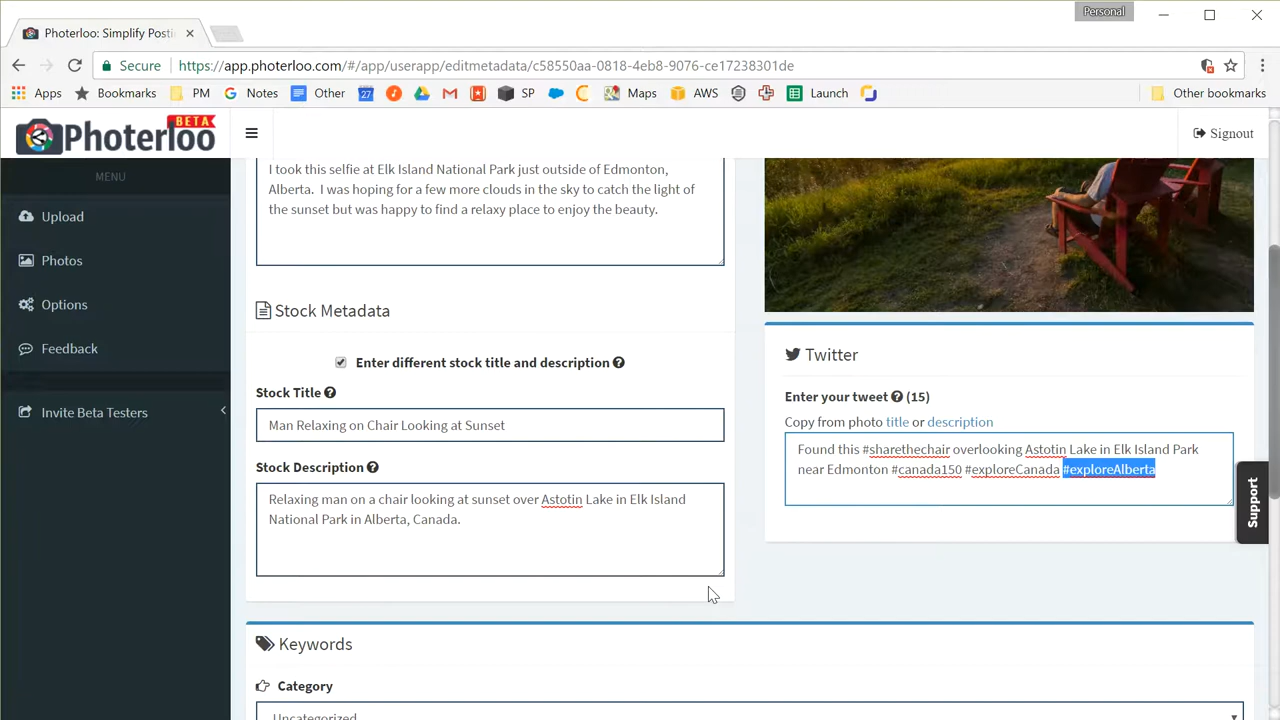 Personal
Photerloo: Simplify Posti
Secure https://app.photerloo.com/#/app/userapp/editmetadata/c58550aa-0818-4eb8-9076-ce17238301de
Apps Bookmarks PM Notes Other 27 Gmail SP Maps AWS Launch Other bookmarks
Photerloo BETA
Signout
MENU
Upload
Photos
Options
Feedback
Invite Beta Testers
I took this selfie at Elk Island National Park just outside of Edmonton,
Alberta. I was hoping for a few more clouds in the sky to catch the light of
the sunset but was happy to find a relaxy place to enjoy the beauty.
Stock Metadata
Enter different stock title and description
Stock Title
Man Relaxing on Chair Looking at Sunset
Stock Description
Relaxing man on a chair looking at sunset over Astotin Lake in Elk Island
National Park in Alberta, Canada.
Twitter
Enter your tweet (15)
Copy from photo title or description
Found this #sharethechair overlooking Astotin Lake in Elk Island Park
near Edmonton #canada150 #exploreCanada #exploreAlberta
Support
Keywords
Category
Uncategorized